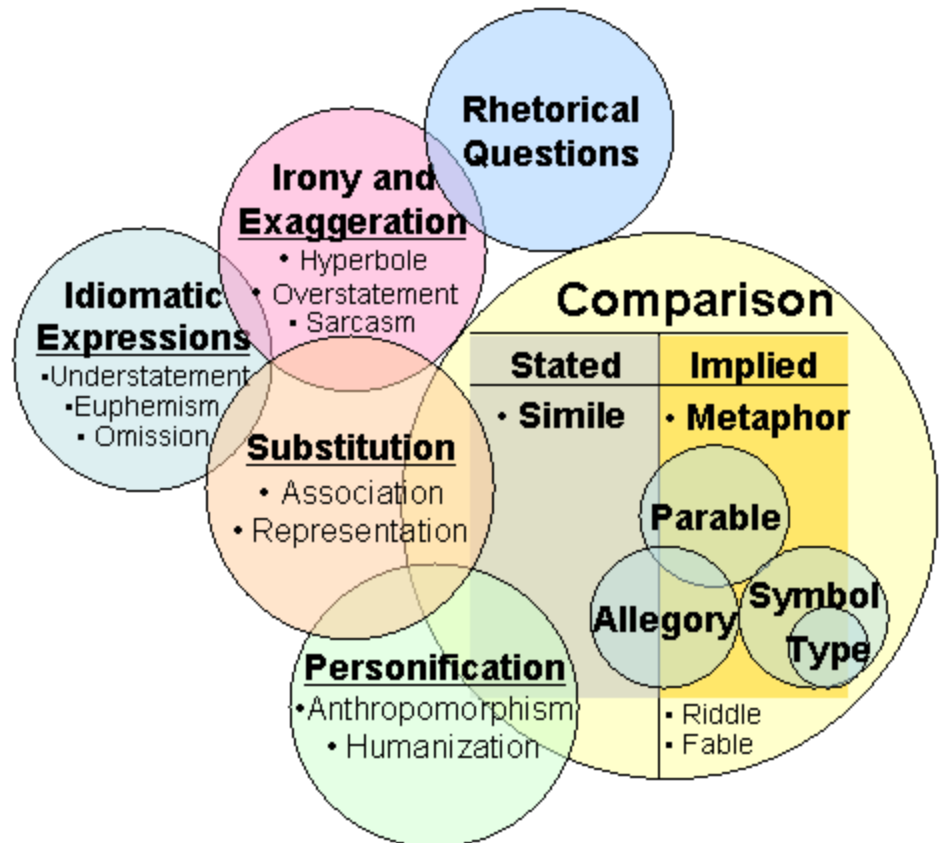 Rhetorical
Questions
Irony and
Exaggeration
• Hyperbole
• Overstatement
▪ Sarcasm
Idiomatic
Expressions
▪Understatement
▪Euphemism
▪ Omission
Substitution
• Association
• Representation
Personification
•Anthropomorphism
• Humanization
Comparison
Stated
Implied
• Simile
• Metaphor
Parable
Allegory
Symbol
Type
▪ Riddle
▪ Fable